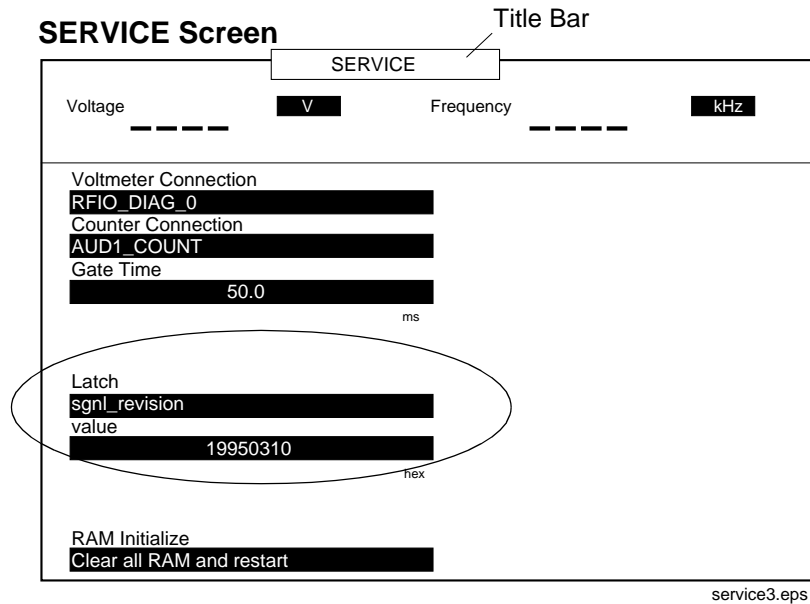 SERVICE Screen
Title Bar
SERVICE
Voltage V Frequency kHz
Voltmeter Connection
RFIO_DIAG_0
Counter Connection
AUD1_COUNT
Gate Time
50.0
ms
Latch
sgnl_revision
value
19950310
hex
RAM Initialize
Clear all RAM and restart
service3.eps